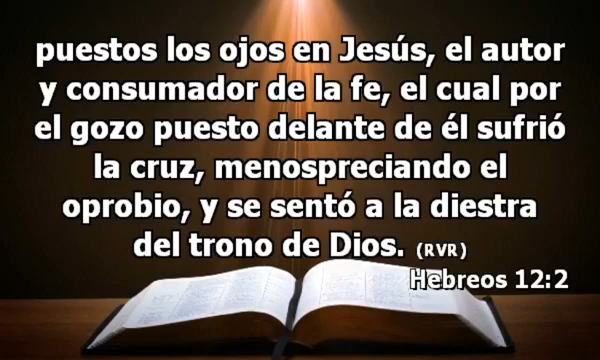 puestos los ojos en Jesús, el autor
y consumador de la fe, el cual por
el gozo puesto delante de él sufrió
la cruz, menospreciando el
oprobio, y se sentó a la diestra
del trono de Dios. (RVR)
Hebreos 12:2